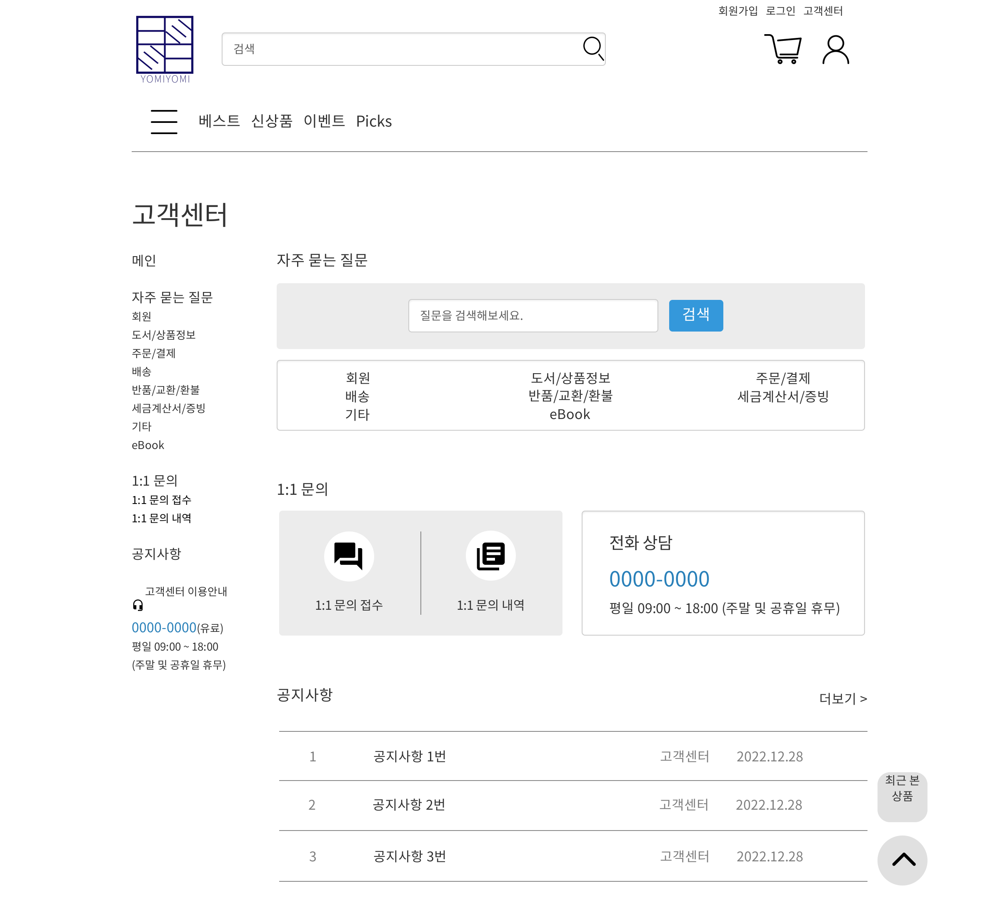 회원가입 로그인 고객센터
YOMIYOMI
검색
베스트 신상품 이벤트 Picks
고객센터
메인
자주 묻는 질문
회원
도서/상품정보
주문/결제
배송
반품/교환/환불
세금계산서/증빙
기타
eBook
1:1 문의
1:1 문의 접수
1:1 문의 내역
공지사항
고객센터 이용안내
0000-0000(유료)
평일 09:00 ~ 18:00
(주말 및 공휴일 휴무)
자주 묻는 질문
질문을 검색해보세요. 검색
회원 도서/상품정보 주문/결제
배송 반품/교환/환불 세금계산서/증빙
기타 eBook
1:1 문의
1:1 문의 접수 1:1 문의 내역
전화 상담
0000-0000
평일 09:00 ~ 18:00 (주말 및 공휴일 휴무)
공지사항 더보기 >
1 공지사항 1번 고객센터 2022.12.28
2 공지사항 2번 고객센터 2022.12.28
3 공지사항 3번 고객센터 2022.12.28
최근 본
상품